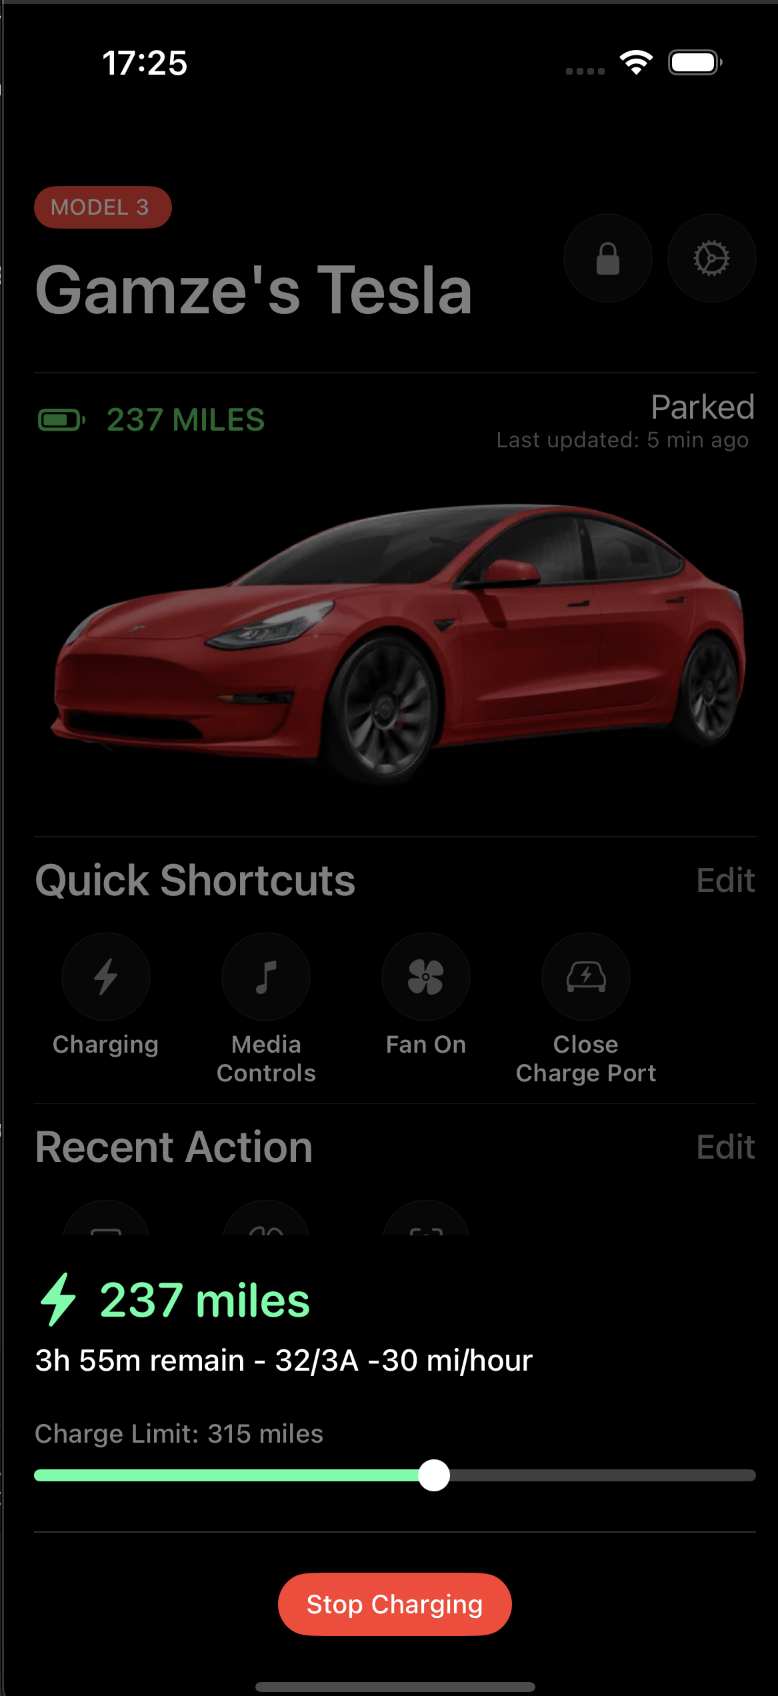 17:25
MODEL 3
Gamze's Tesla
237 MILES
Parked
Last updated: 5 min ago
Quick Shortcuts
Edit
Charging
Media
Controls
Fan On
Close
Charge Port
Recent Action
Edit
237 miles
3h 55m remain - 32/3A -30 mi/hour
Charge Limit: 315 miles
Stop Charging